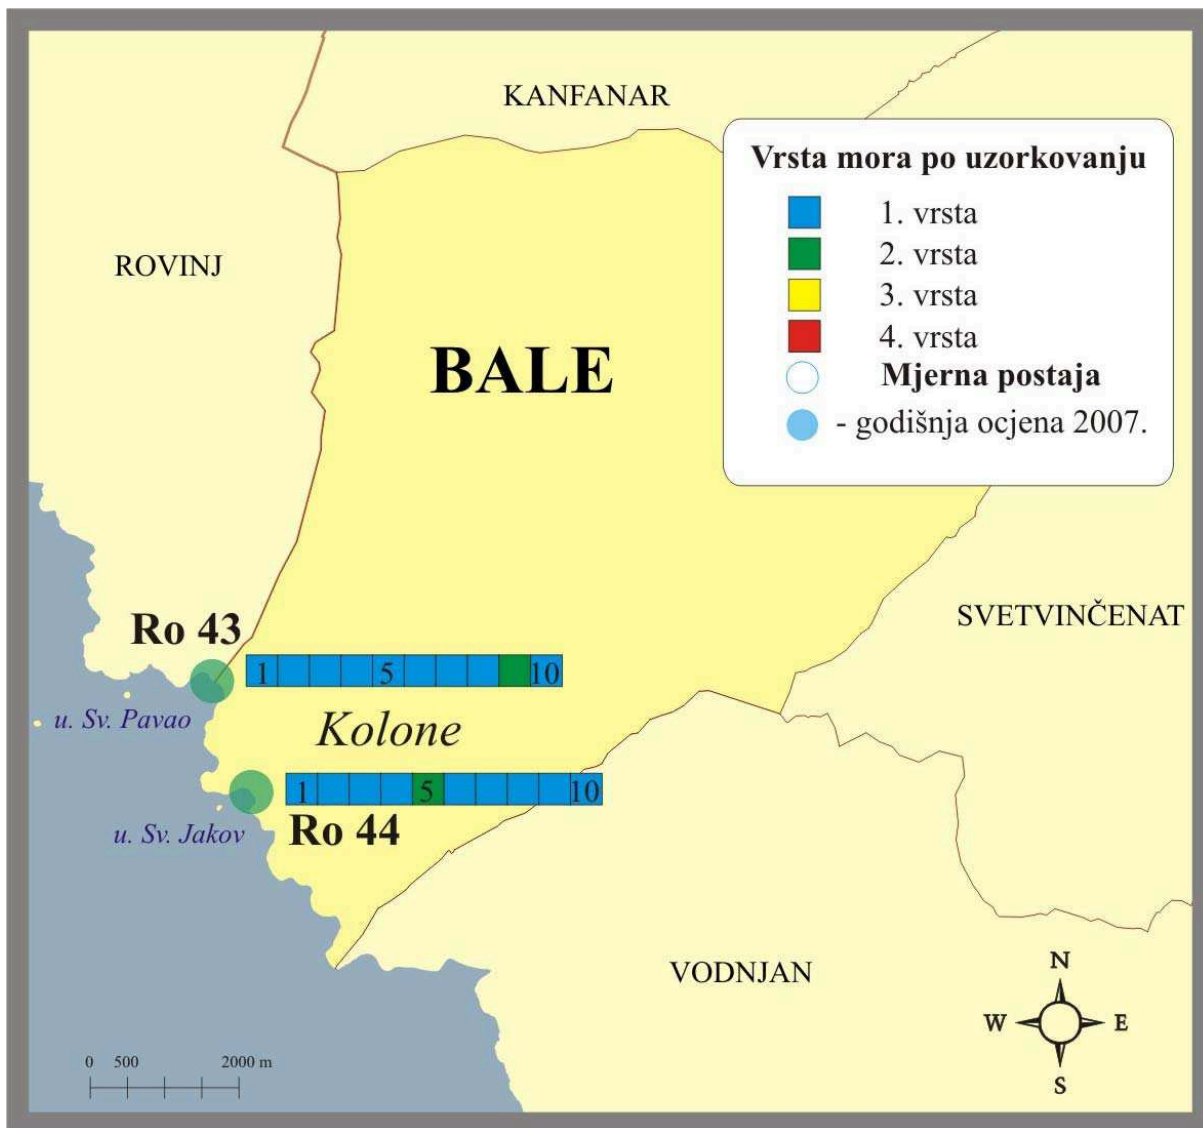 KANFANAR
Vrsta mora po uzorkovanju
1. vrsta
2. vrsta
3. vrsta
4. vrsta
Mjerna postaja
- godišnja ocjena 2007.
ROVINJ
BALE
SVETVINČENAT
Ro 43
1 5 10
u. Sv. Pavao
Kolone
1 5 10
u. Sv. Jakov
Ro 44
VODNJAN
N
W E
S
0 500 2000 m